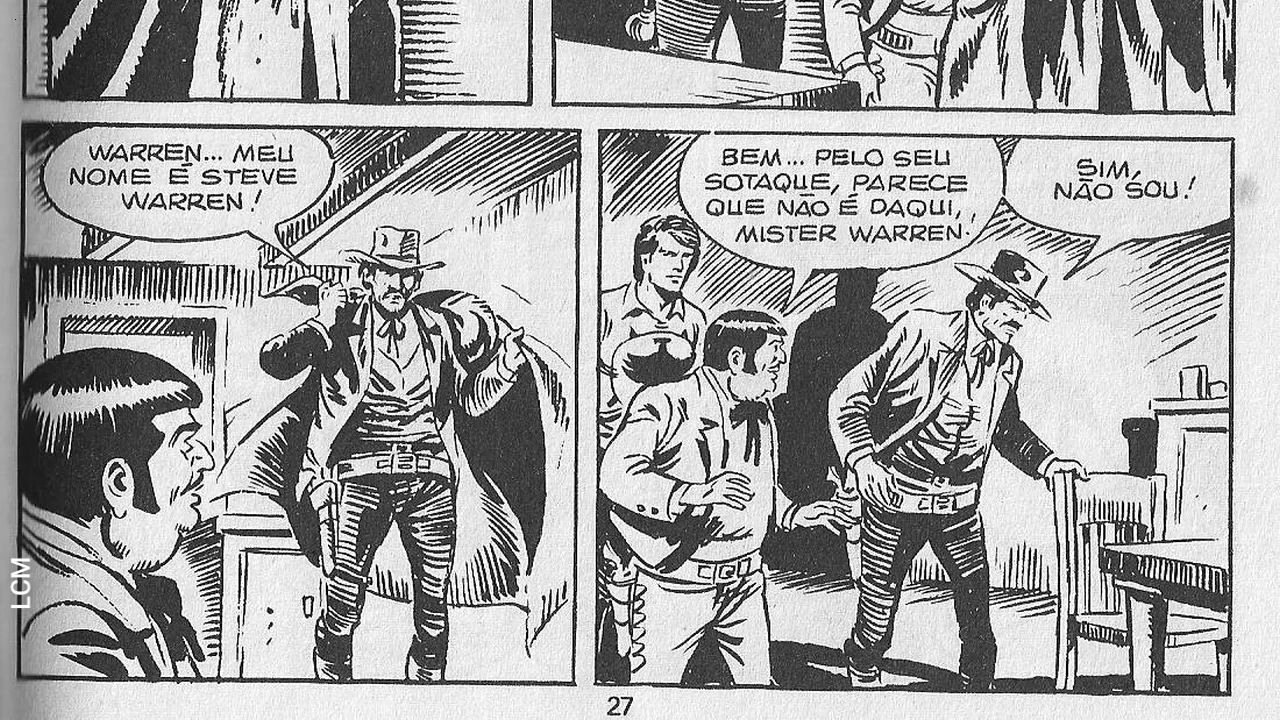 WARREN... MEU
NOME É STEVE
WARREN!
BEM... PELO SEU
SOTAQUE, PARECE
QUE NÃO É DAQUI,
MISTER WARREN.
SIM,
NÃO SOU!
LCM
27